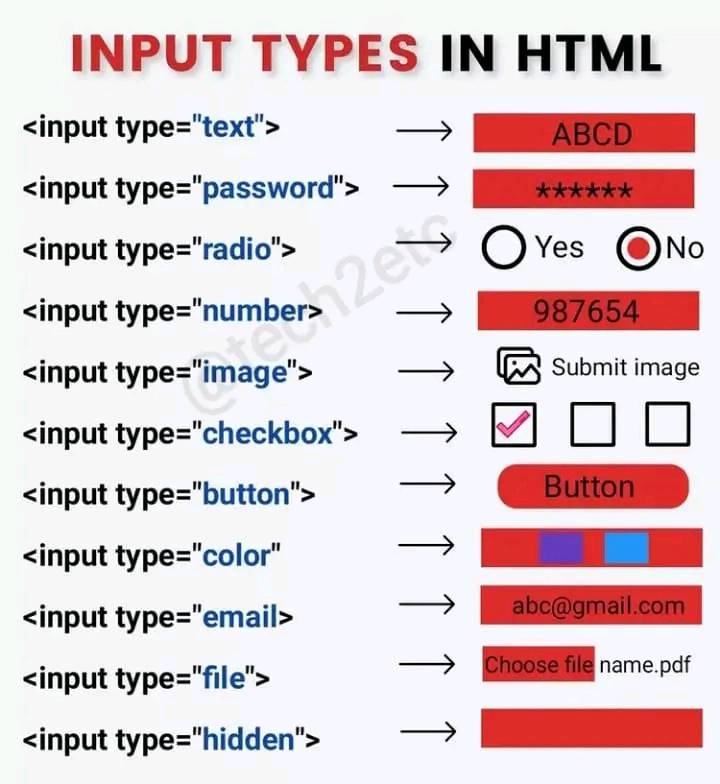 INPUT TYPES IN HTML
<input type="text"> ABCD
<input type="password"> ******
<input type="radio"> Yes No
<input type="number> 987654
<input type="image"> Submit image
<input type="checkbox">
<input type="button"> Button
<input type="color"
<input type="email> abc@gmail.com
<input type="file"> Choose file name.pdf
<input type="hidden">
@tech2etc